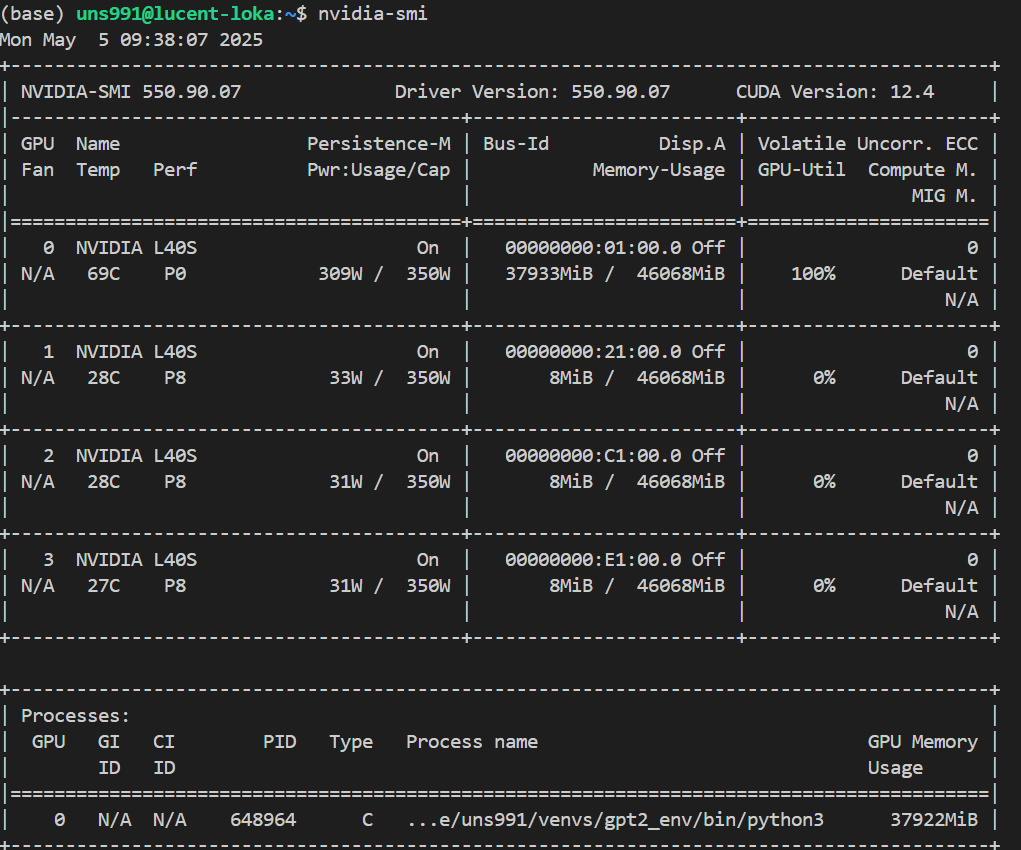 (base) uns991@lucent-loka:~$ nvidia-smi
Mon May  5 09:38:07 2025
+-----------------------------------------------------------------------------------------+
| NVIDIA-SMI 550.90.07              Driver Version: 550.90.07      CUDA Version: 12.4     |
|-----------------------------------------+------------------------+----------------------+
| GPU  Name                 Persistence-M | Bus-Id          Disp.A | Volatile Uncorr. ECC |
| Fan  Temp   Perf          Pwr:Usage/Cap |           Memory-Usage | GPU-Util  Compute M. |
|                                         |                        |               MIG M. |
|=========================================+========================+======================|
|   0  NVIDIA L40S                    On  |   00000000:01:00.0 Off |                    0 |
| N/A   69C    P0            309W /  350W |   37933MiB /  46068MiB |    100%      Default |
|                                         |                        |                  N/A |
+-----------------------------------------+------------------------+----------------------+
|   1  NVIDIA L40S                    On  |   00000000:21:00.0 Off |                    0 |
| N/A   28C    P8             33W /  350W |       8MiB /  46068MiB |      0%      Default |
|                                         |                        |                  N/A |
+-----------------------------------------+------------------------+----------------------+
|   2  NVIDIA L40S                    On  |   00000000:C1:00.0 Off |                    0 |
| N/A   28C    P8             31W /  350W |       8MiB /  46068MiB |      0%      Default |
|                                         |                        |                  N/A |
+-----------------------------------------+------------------------+----------------------+
|   3  NVIDIA L40S                    On  |   00000000:E1:00.0 Off |                    0 |
| N/A   27C    P8             31W /  350W |       8MiB /  46068MiB |      0%      Default |
|                                         |                        |                  N/A |
+-----------------------------------------+------------------------+----------------------+

+-----------------------------------------------------------------------------------------+
| Processes:                                                                              |
|  GPU   GI   CI        PID   Type   Process name                              GPU Memory |
|        ID   ID                                                               Usage      |
|=========================================================================================|
|    0   N/A  N/A    648964      C   ...e/uns991/venvs/gpt2_env/bin/python3      37922MiB |
+-----------------------------------------------------------------------------------------+